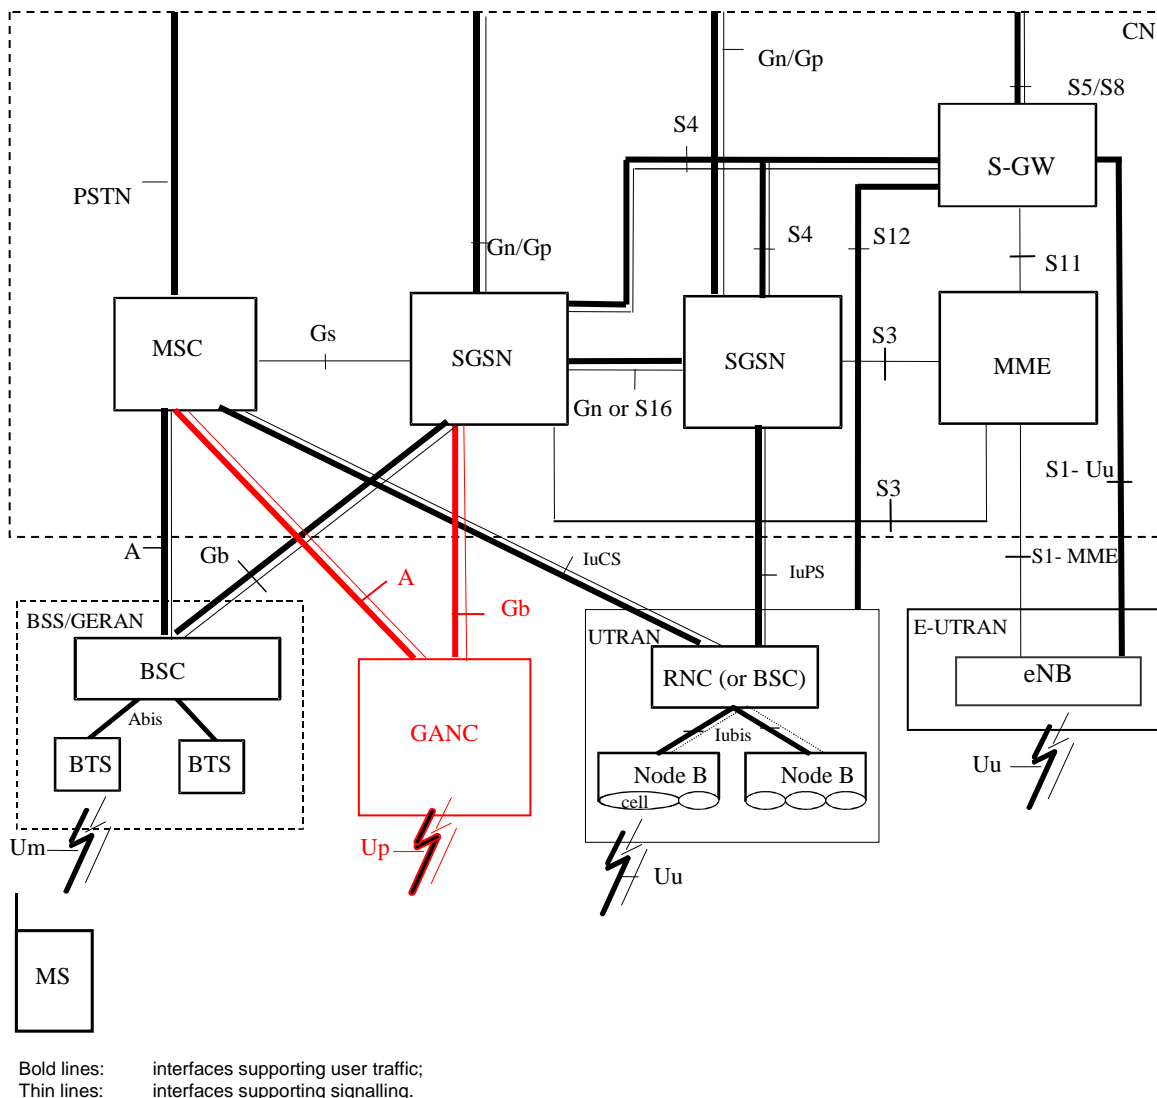 CN
Gn/Gp
S5/S8
S4
S-GW
PSTN
Gn/Gp
S4
S12
S11
MSC
Gs
SGSN
SGSN
S3
MME
Gn or S16
S1- Uu
S3
A
Gb
IuCS
IuPS
S1- MME
A
Gb
BSS/GERAN
UTRAN
E-UTRAN
BSC
RNC (or BSC)
eNB
Abis
GANC
Iubis
BTS
BTS
Node B
Node B
cell
Uu
Um
Up
Uu
MS
Bold lines: interfaces supporting user traffic;
Thin lines: interfaces supporting signalling.